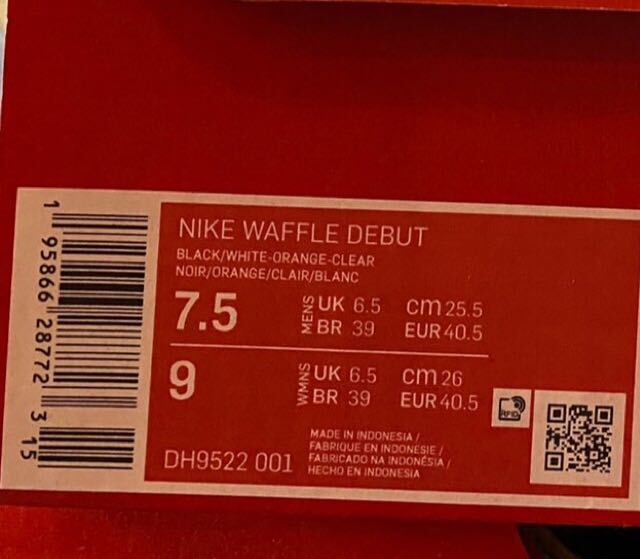 1 95866 28772 3 15
NIKE WAFFLE DEBUT
BLACK/WHITE-ORANGE-CLEAR
NOIR/ORANGE/CLAIR/BLANC
7.5 MENS UK 6.5 cm 25.5
BR 39 EUR 40.5
9 WMNS UK 6.5 cm 26
BR 39 EUR 40.5
RFID
DH9522 001
MADE IN INDONESIA /
FABRIQUE EN INDONESIE /
FABRICADO NA INDONÉSIA /
HECHO EN INDONESIA